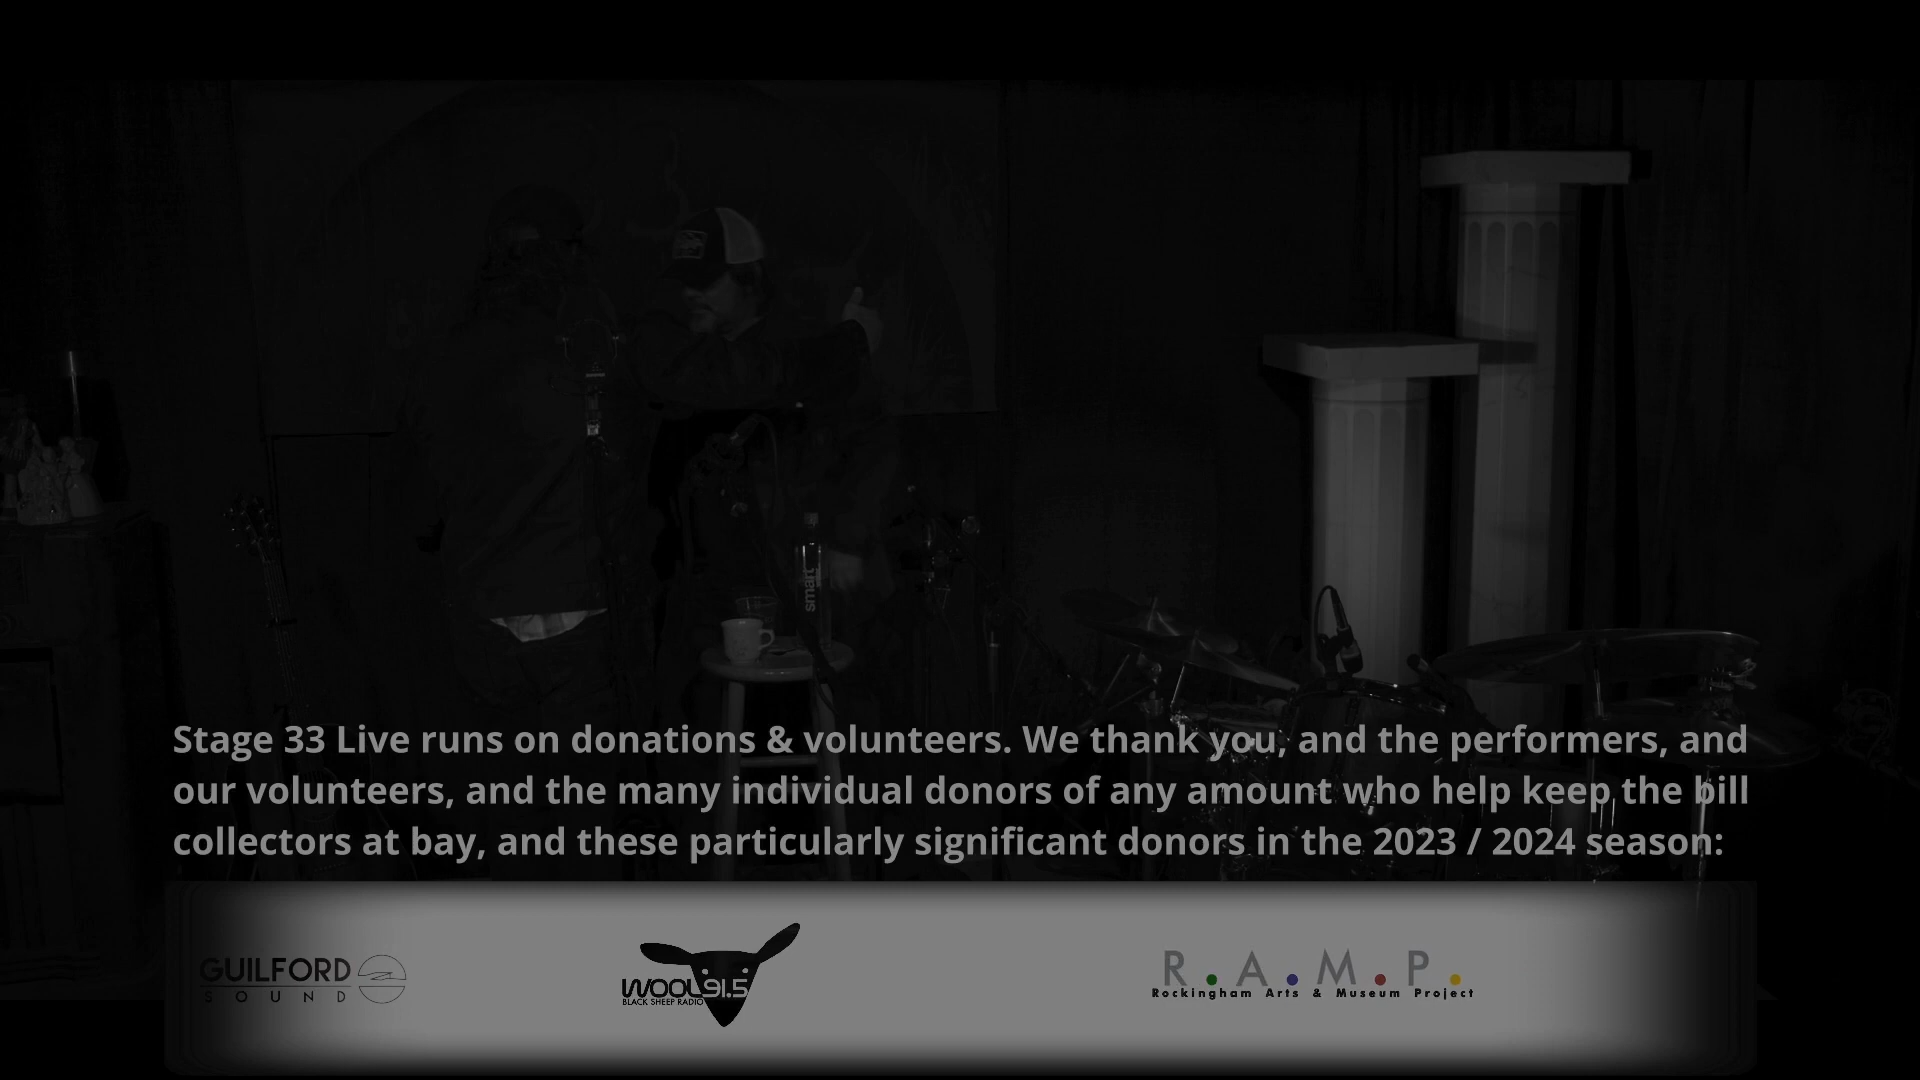 smart
Stage 33 Live runs on donations & volunteers. We thank you, and the performers, and
our volunteers, and the many individual donors of any amount who help keep the bill
collectors at bay, and these particularly significant donors in the 2023 / 2024 season:
GUILFORD
SOUND
WOOL 91.5
BLACK SHEEP RADIO
R.A.M.P.
Rockingham Arts & Museum Project